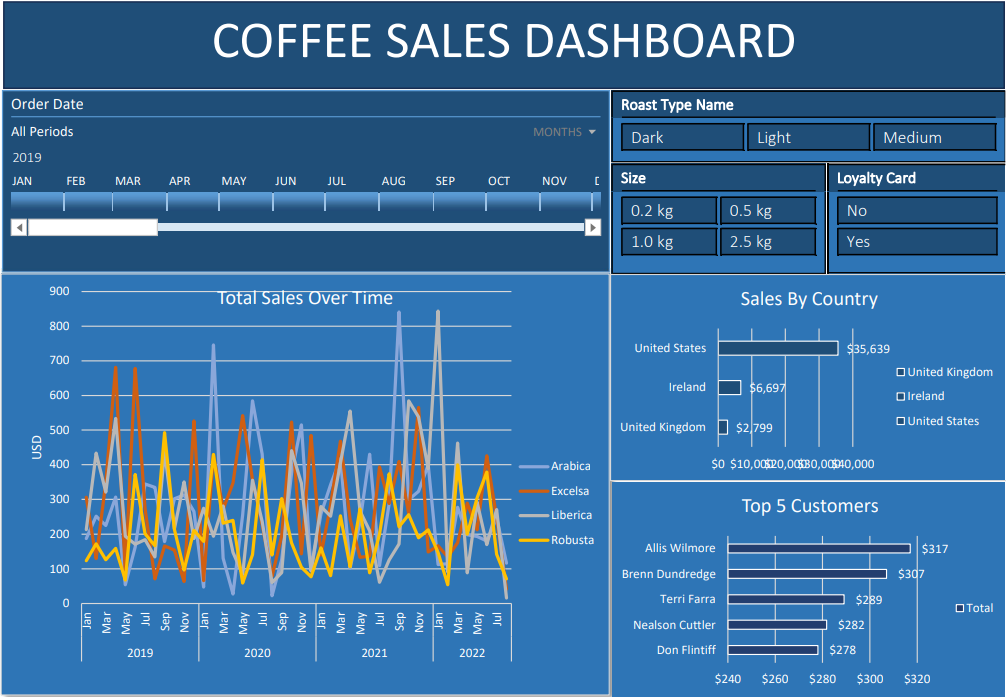 COFFEE SALES DASHBOARD
Order Date
All Periods
MONTHS
2019
JAN FEB MAR APR MAY JUN JUL AUG SEP OCT NOV
Roast Type Name
Dark Light Medium
Size
0.2 kg 0.5 kg
1.0 kg 2.5 kg
Loyalty Card
No
Yes
Total Sales Over Time
900
800
700
600
500
400
300
200
100
0
USD
Jan Mar May Jul Sep Nov Jan Mar May Jul Sep Nov Jan Mar May Jul Sep Nov Jan Mar May Jul
2019 2020 2021 2022
Arabica
Excelsa
Liberica
Robusta
Sales By Country
United States $35,639
Ireland $6,697
United Kingdom $2,799
$0 $10,000 $20,000 $30,000 $40,000
United Kingdom
Ireland
United States
Top 5 Customers
Allis Wilmore $317
Brenn Dundredge $307
Terri Farra $289
Nealson Cuttler $282
Don Flintiff $278
$240 $260 $280 $300 $320
Total